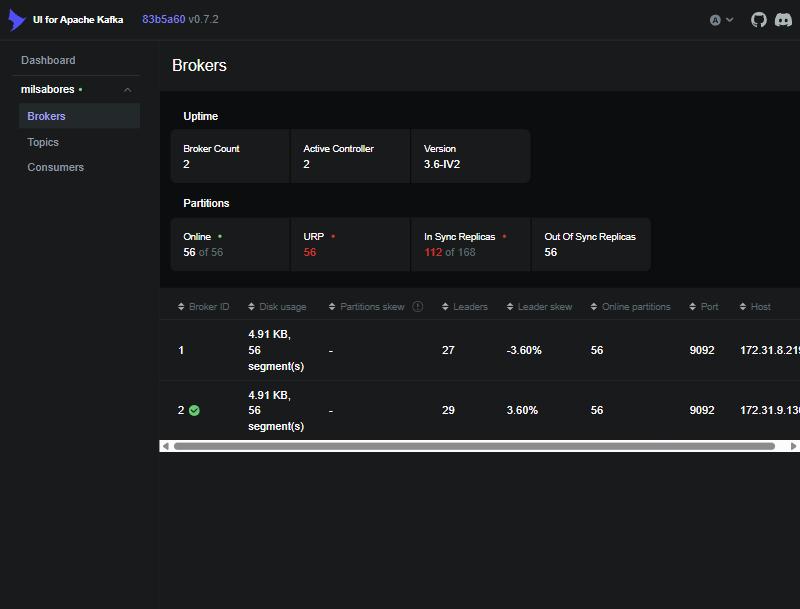 UI for Apache Kafka 83b5a60 v0.7.2 A
Dashboard
milsabores
Brokers
Topics
Consumers
Brokers
Uptime
Broker Count
2
Active Controller
2
Version
3.6-IV2
Partitions
Online
56 of 56
URP
56
In Sync Replicas
112 of 168
Out Of Sync Replicas
56
Broker ID Disk usage Partitions skew Leaders Leader skew Online partitions Port Host
4.91 KB,
1 56 - 27 -3.60% 56 9092 172.31.8.219
segment(s)
4.91 KB,
2 56 - 29 3.60% 56 9092
segment(s)